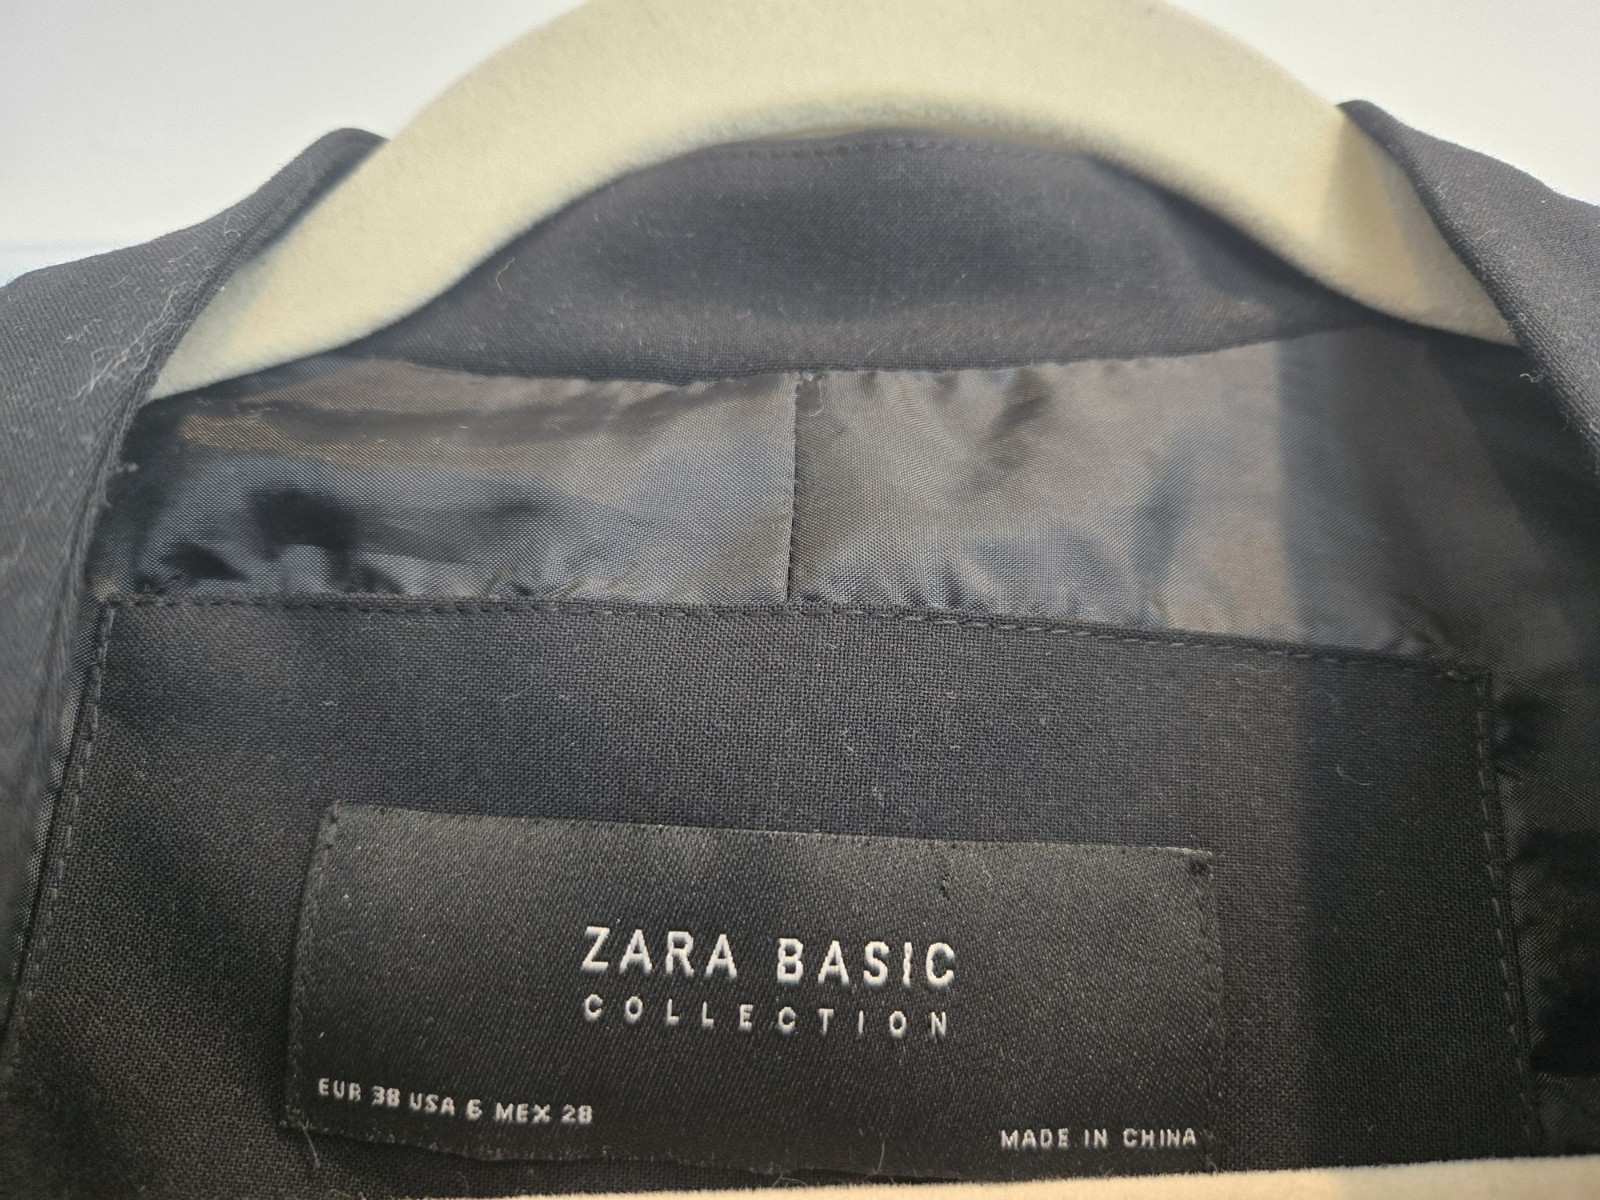 ZARA BASIC
COLLECTION
EUR 38 USA 6 MEX 28
MADE IN CHINA